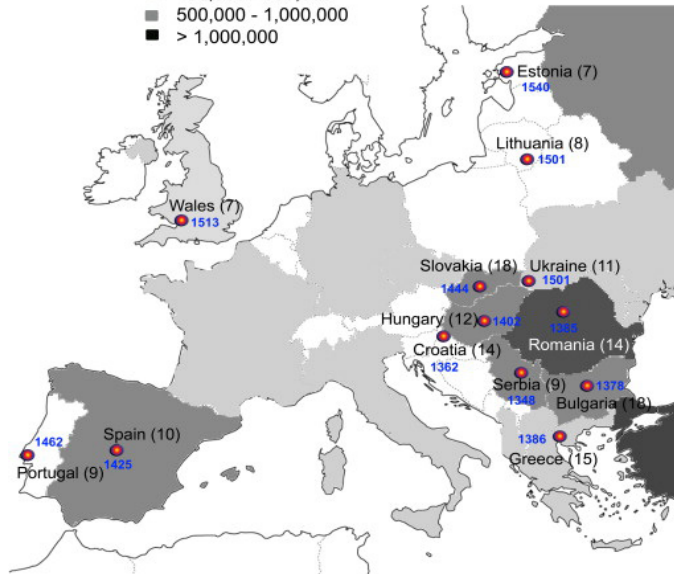 500,000 - 1,000,000
> 1,000,000
Estonia (7)
1540
Lithuania (8)
1501
Wales (7)
1513
Slovakia (18)
1444
Ukraine (11)
1501
Hungary (12)
1402
1385
Romania (14)
Croatia (14)
1362
Serbia (9)
1348
1378
Bulgaria (18)
1386
Greece (15)
Spain (10)
1425
1462
Portugal (9)